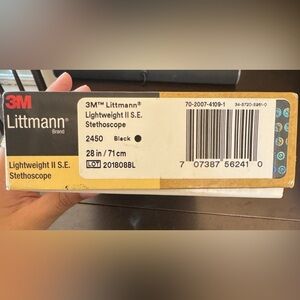 3M
Littmann®
Brand
Lightweight II S.E.
Stethoscope
3M™ Littmann®
Lightweight II S.E.
Stethoscope
2450 Black
28 in / 71 cm
LOT 201808BL
70-2007-4109-1
7 07387 56241 0